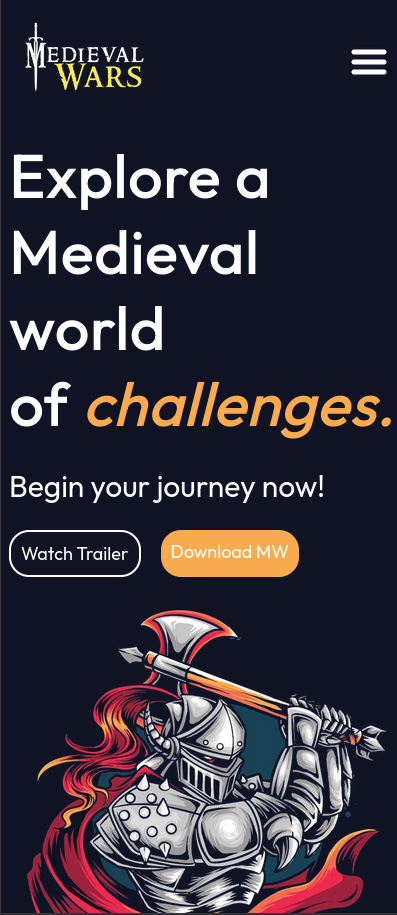 MEDIEVAL
WARS
Explore a
Medieval
world
of challenges.
Begin your journey now!
Watch Trailer
Download MW